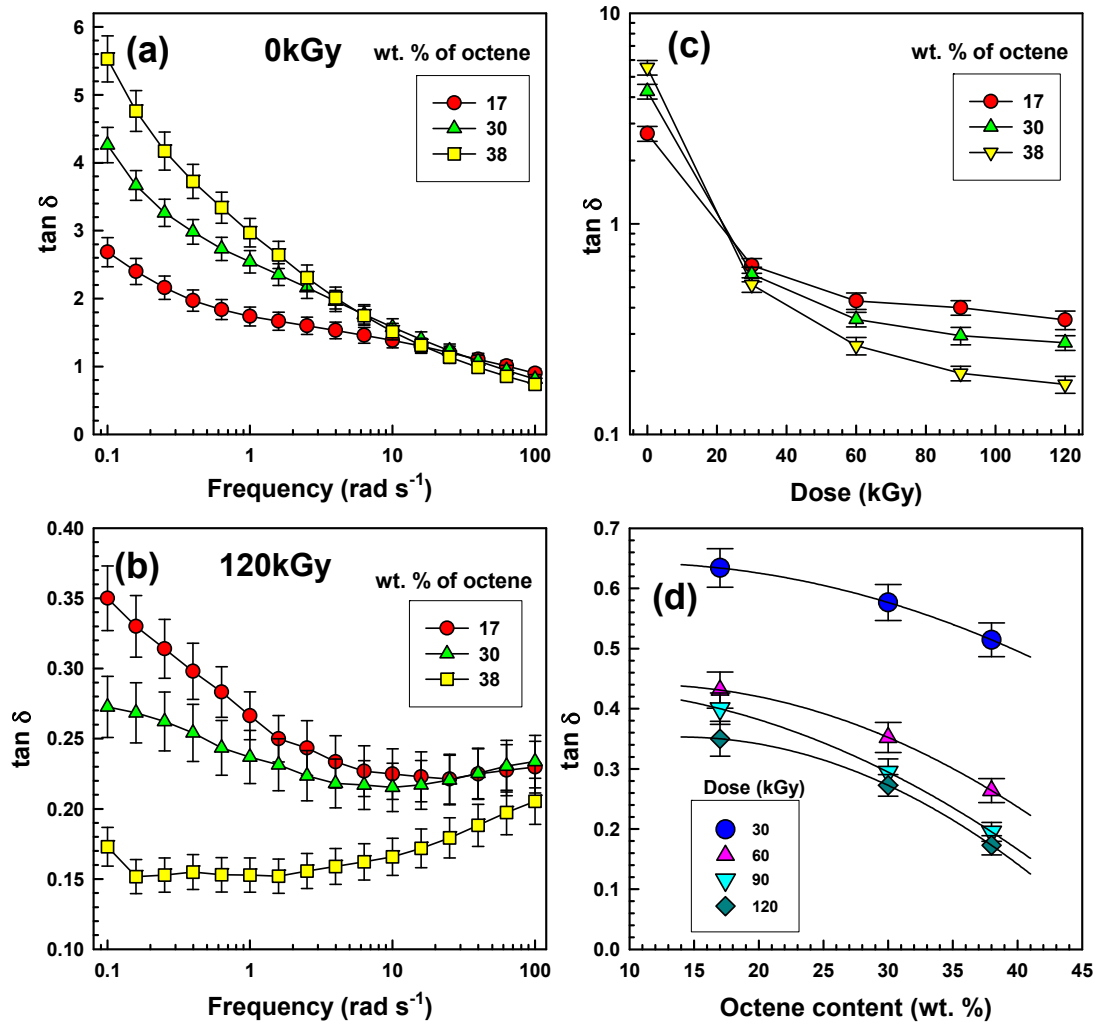 (a)
0kGy
wt. % of octene
17
30
38
tan δ
6
5
4
3
2
1
0
0.1 1 10 100
Frequency (rad s⁻¹)
(c)
wt. % of octene
17
30
38
tan δ
10
1
0.1
0 20 40 60 80 100 120
Dose (kGy)
(b)
120kGy
wt. % of octene
17
30
38
tan δ
0.40
0.35
0.30
0.25
0.20
0.15
0.10
0.1 1 10 100
Frequency (rad s⁻¹)
(d)
Dose (kGy)
30
60
90
120
tan δ
0.7
0.6
0.5
0.4
0.3
0.2
0.1
0.0
10 15 20 25 30 35 40 45
Octene content (wt. %)